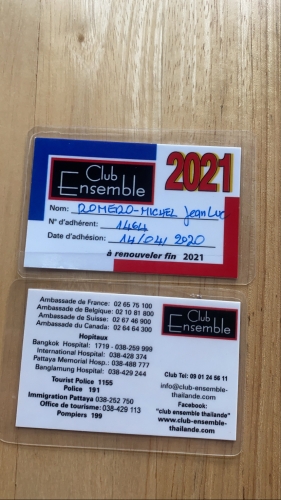 Club
Ensemble
2021
Nom: ROMERO-MICHEL Jean Luc
N° d'adhérent: 1464
Date d'adhésion: 14/04/2020
à renouveler fin 2021
Ambassade de France: 02 65 75 100
Ambassade de Belgique: 02 10 81 800
Ambassade de Suisse: 02 67 46 900
Ambassade du Canada: 02 64 64 300
Hopitaux
Bangkok Hospital: 1719 - 038-259 999
International Hospital: 038-428 374
Pattaya Memorial Hosp.: 038-488 777
Banglamung Hospital: 038-429 244
Tourist Police 1155
Police 191
Immigration Pattaya 038-252 750
Office de tourisme: 038-429 113
Pompiers 199
Club
Ensemble
Club Tel: 09 01 24 56 11
info@club-ensemble-
thailande.com
Facebook:
"club ensemble thailande"
www.club-ensemble-
thailande.com